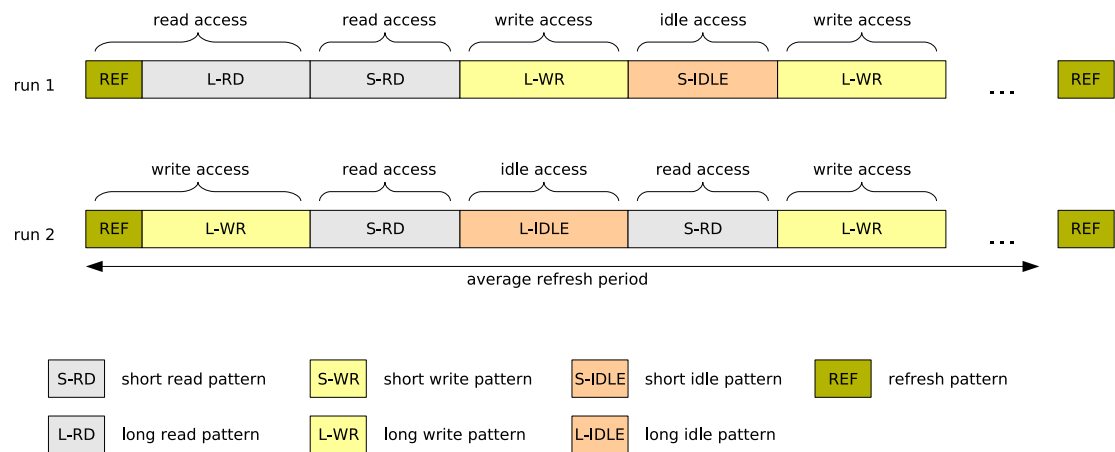 read access read access write access idle access write access
run 1 REF L-RD S-RD L-WR S-IDLE L-WR ... REF
write access read access idle access read access write access
run 2 REF L-WR S-RD L-IDLE S-RD L-WR ... REF
average refresh period
S-RD short read pattern S-WR short write pattern S-IDLE short idle pattern REF refresh pattern
L-RD long read pattern L-WR long write pattern L-IDLE long idle pattern